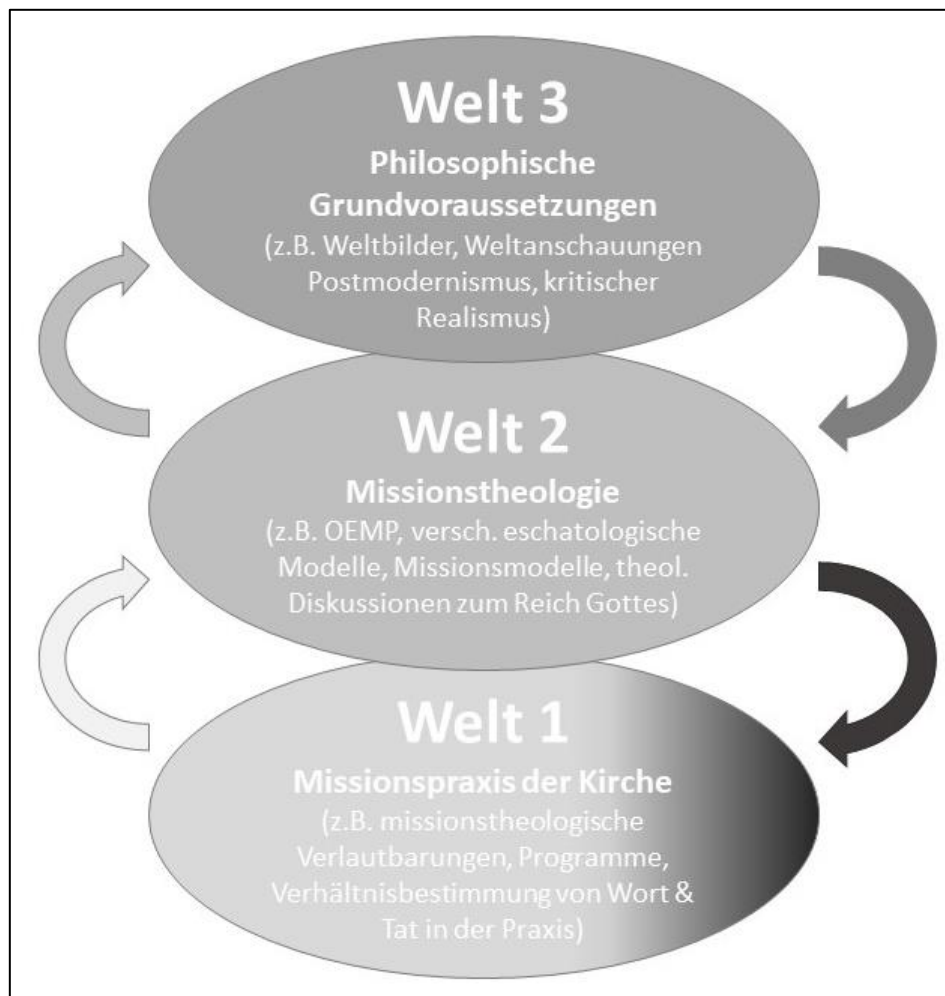 Welt 3
Philosophische
Grundvoraussetzungen
(z.B. Weltbilder, Weltanschauungen
Postmodernismus, kritischer
Realismus)
Welt 2
Missionstheologie
(z.B. OEMP, versch. eschatologische
Modelle, Missionsmodelle, theol.
Diskussionen zum Reich Gottes)
Welt 1
Missionspraxis der Kirche
(z.B. missionstheologische
Verlautbarungen, Programme,
Verhältnisbestimmung von Wort &
Tat in der Praxis)